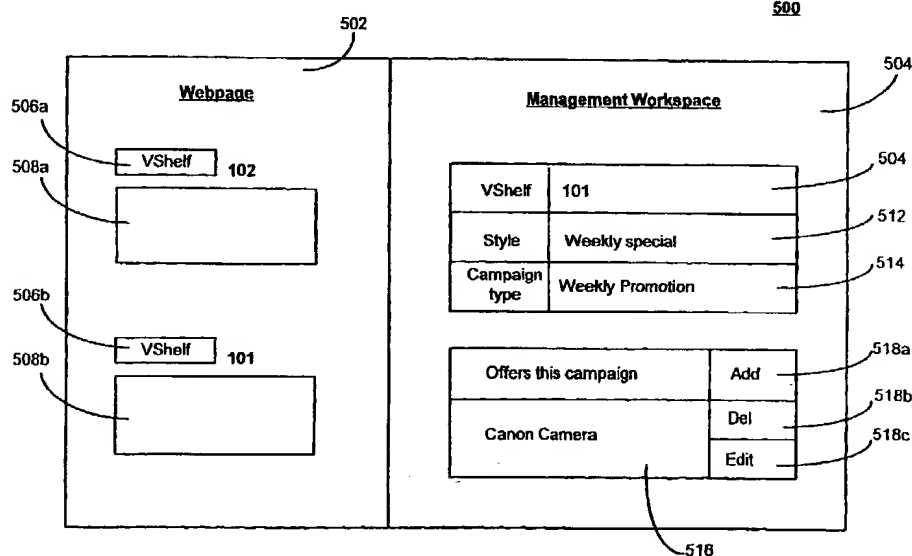 500
502
504
Webpage
Management Workspace
506a
VShelf
102
508a
VShelf 101
504
Style Weekly special
512
Campaign type Weekly Promotion
514
506b
VShelf
101
508b
Offers this campaign Add
518a
Del
518b
Canon Camera
Edit
518c
516